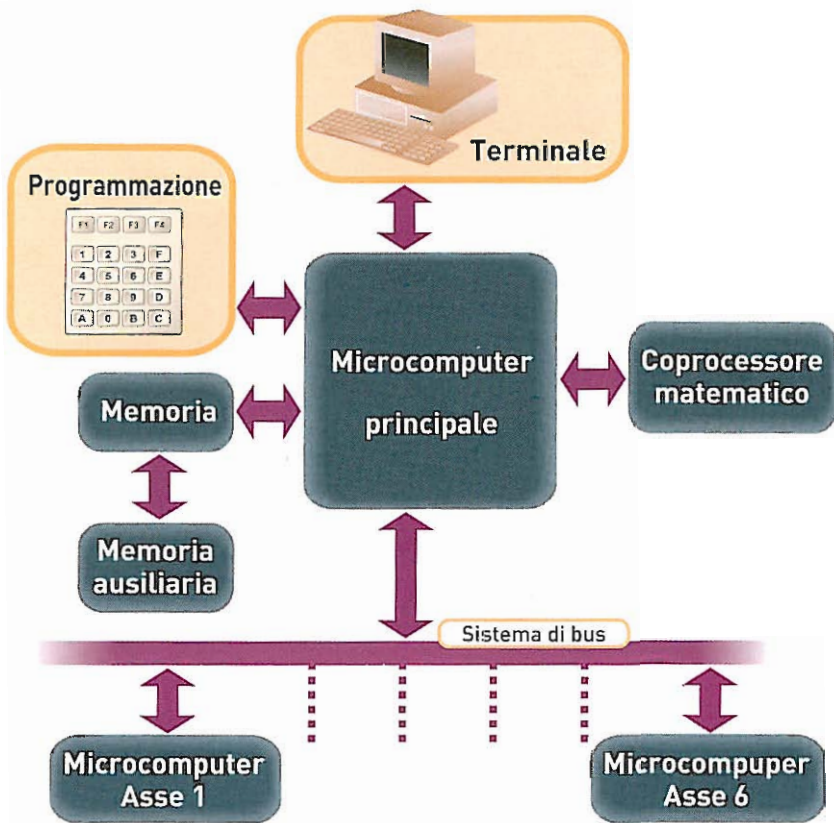 Terminale
Programmazione
F1 F2 F3 F4
1 2 3 F
4 5 6 E
7 8 9 D
A 0 B C
Microcomputer
principale
Coprocessore
matematico
Memoria
Memoria
ausiliaria
Sistema di bus
Microcomputer
Asse 1
Microcompuper
Asse 6